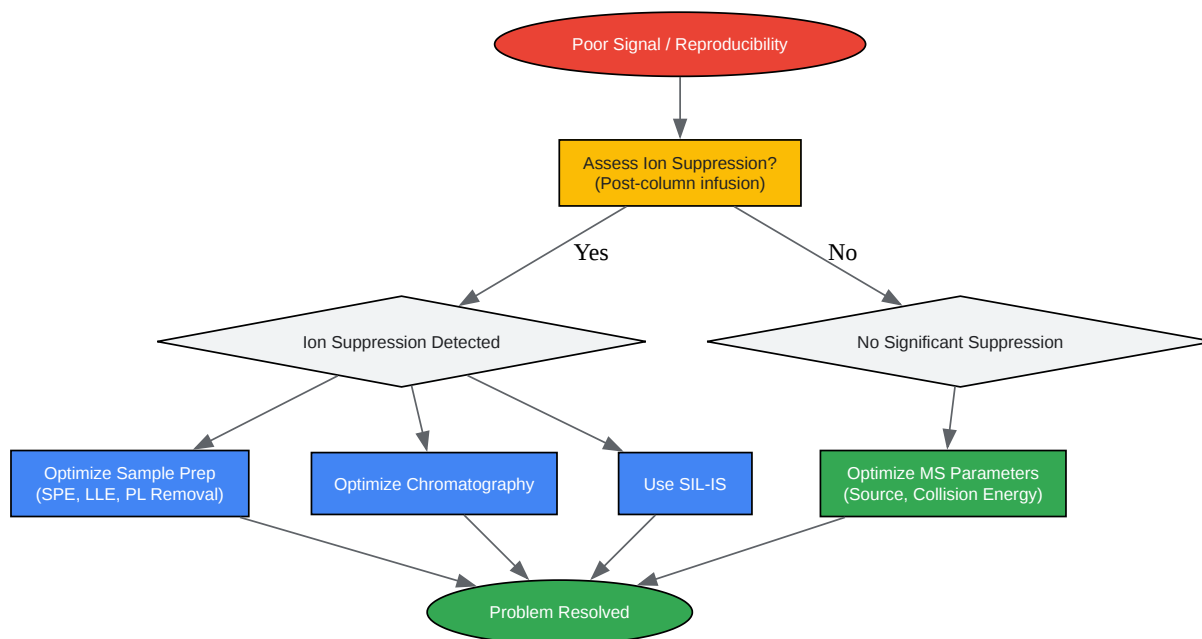 Poor Signal / Reproducibility
Assess Ion Suppression?
(Post-column infusion)
Yes
No
Ion Suppression Detected
No Significant Suppression
Optimize Sample Prep
(SPE, LLE, PL Removal)
Optimize Chromatography
Use SIL-IS
Optimize MS Parameters
(Source, Collision Energy)
Problem Resolved